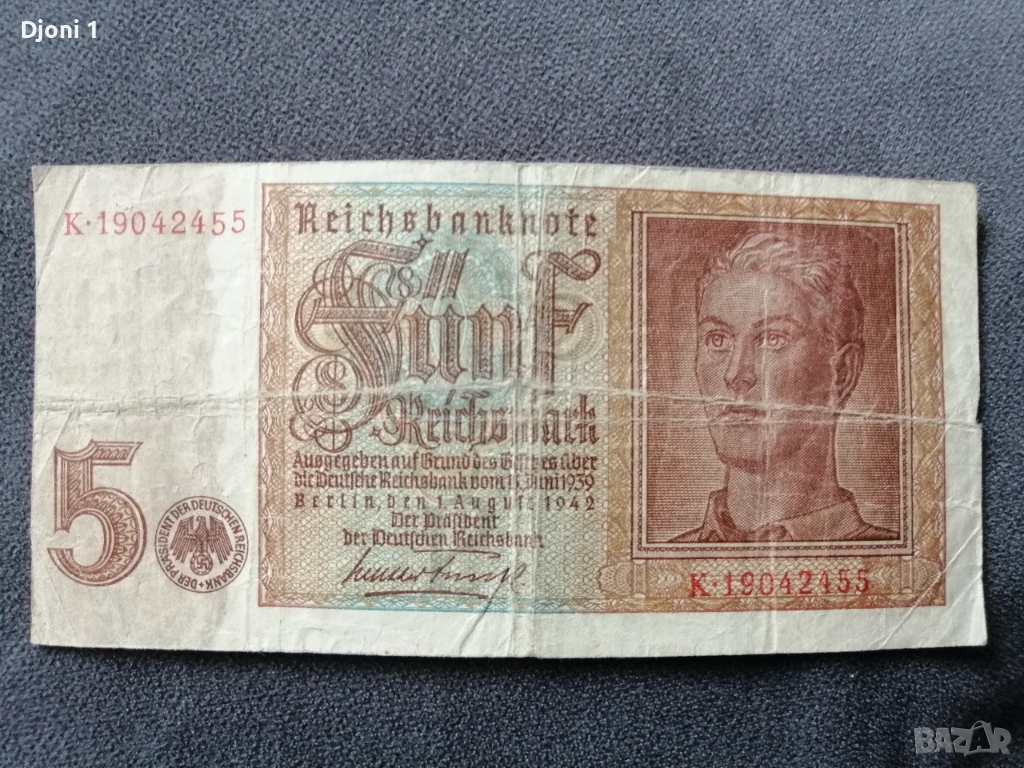 Djoni 1
K·19042455
Reichsbanknote
Fünf
Reichsmark
Ausgegeben auf Grund des Gesetzes über
die Deutsche Reichsbank vom 15. Juni 1939
Berlin, den 1. August 1942
Der Präsident
der Deutschen Reichsbank
5
DER PRÄSIDENT DER DEUTSCHEN REICHSBANK +
K·19042455
BAZAR